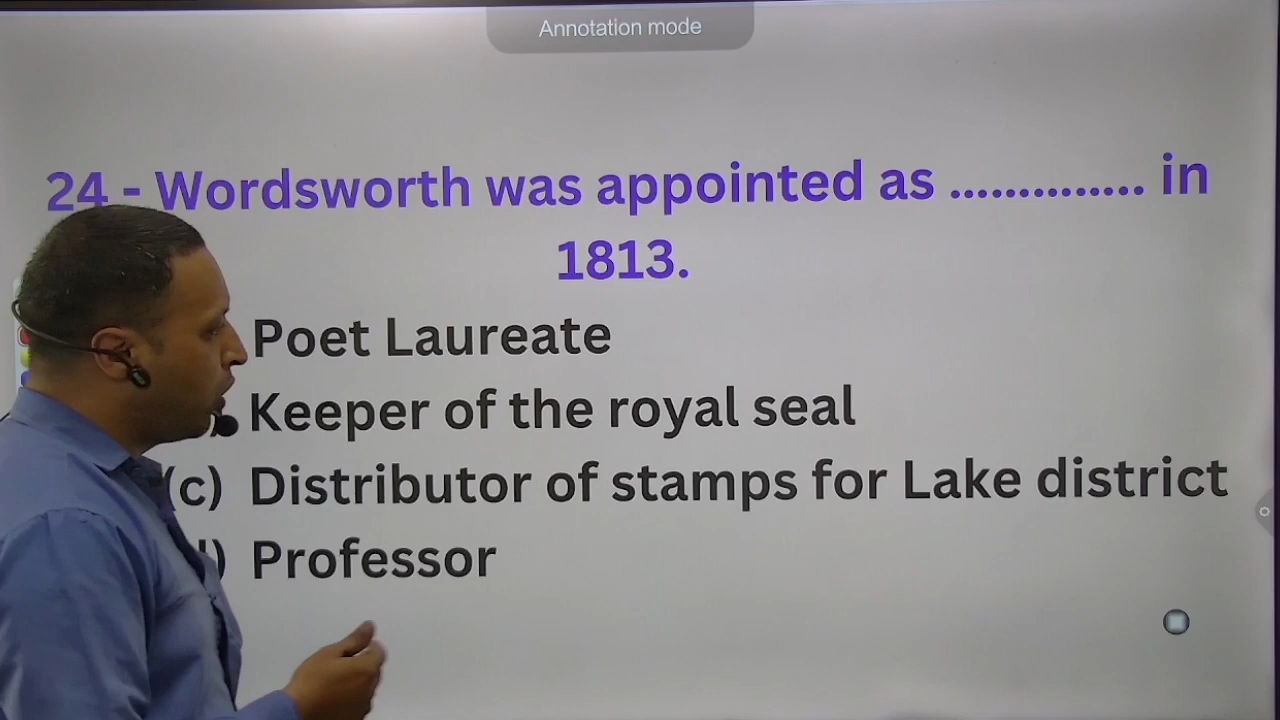 Annotation mode
24 - Wordsworth was appointed as .............. in
1813.
Poet Laureate
) Keeper of the royal seal
(c) Distributor of stamps for Lake district
d) Professor